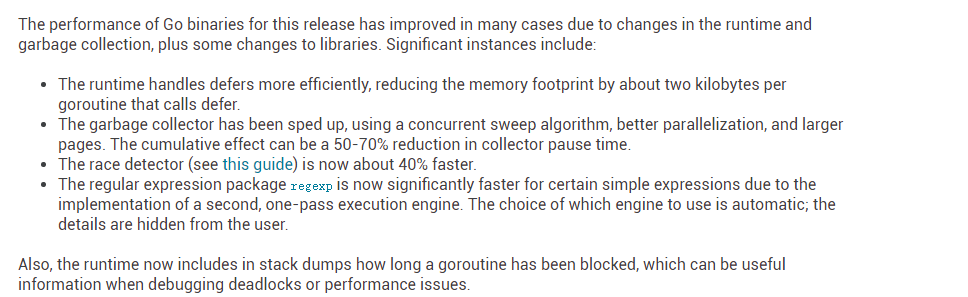 The performance of Go binaries for this release has improved in many cases due to changes in the runtime and
garbage collection, plus some changes to libraries. Significant instances include:
• The runtime handles defers more efficiently, reducing the memory footprint by about two kilobytes per
goroutine that calls defer.
• The garbage collector has been sped up, using a concurrent sweep algorithm, better parallelization, and larger
pages. The cumulative effect can be a 50-70% reduction in collector pause time.
• The race detector (see this guide) is now about 40% faster.
• The regular expression package regexp is now significantly faster for certain simple expressions due to the
implementation of a second, one-pass execution engine. The choice of which engine to use is automatic; the
details are hidden from the user.
Also, the runtime now includes in stack dumps how long a goroutine has been blocked, which can be useful
information when debugging deadlocks or performance issues.